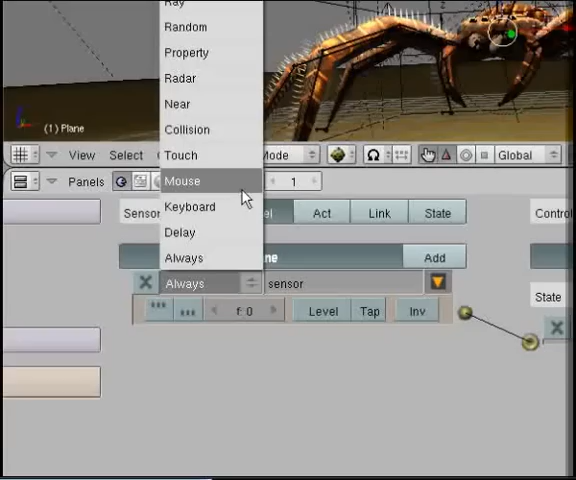 Ray
Random
Property
Radar
Near
(1) Plane
Collision
View Select Touch Mode Global
Panels Mouse 1
Keyboard
Sensor el Act Link State Control
Delay
Always ne Add
Always sensor
State
f: 0 Level Tap Inv